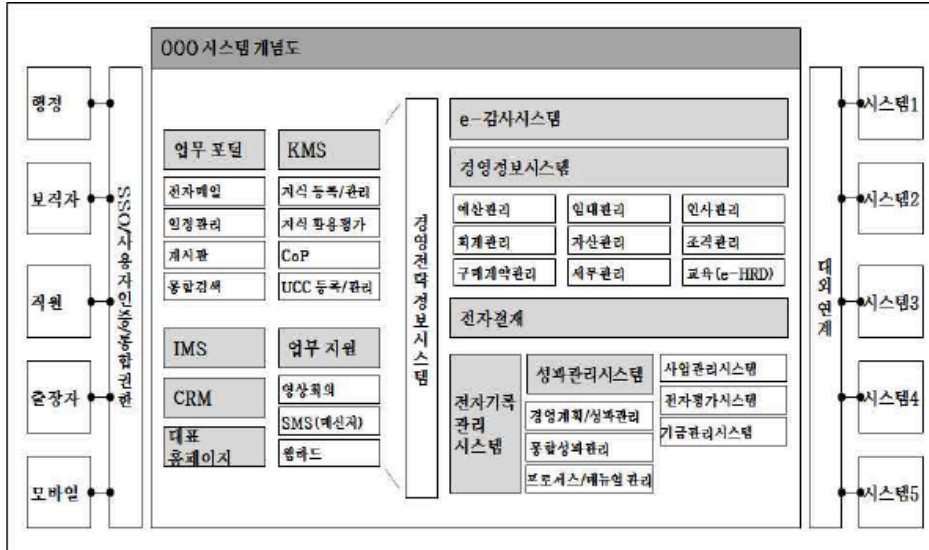 OOO 시스템 개념도
행정
보직자
직원
출장자
모바일
SSO/사용자인증/통합권한
업무 포털
전자메일
일정관리
게시판
통합검색
KMS
지식 등록/관리
지식 활용평가
CoP
UCC 등록/관리
IMS
CRM
대표
홈페이지
업무 지원
영상회의
SMS(메신저)
웹하드
경영전략정보시스템
e-감사시스템
경영정보시스템
예산관리
임대관리
인사관리
회계관리
자산관리
조직관리
구매계약관리
세무관리
교육(e-HRD)
전자결재
전자기록
관리
시스템
성과관리시스템
경영계획/성과관리
통합성과관리
프로세스/매뉴얼 관리
사업관리시스템
전자평가시스템
기금관리시스템
대외연계
시스템1
시스템2
시스템3
시스템4
시스템5